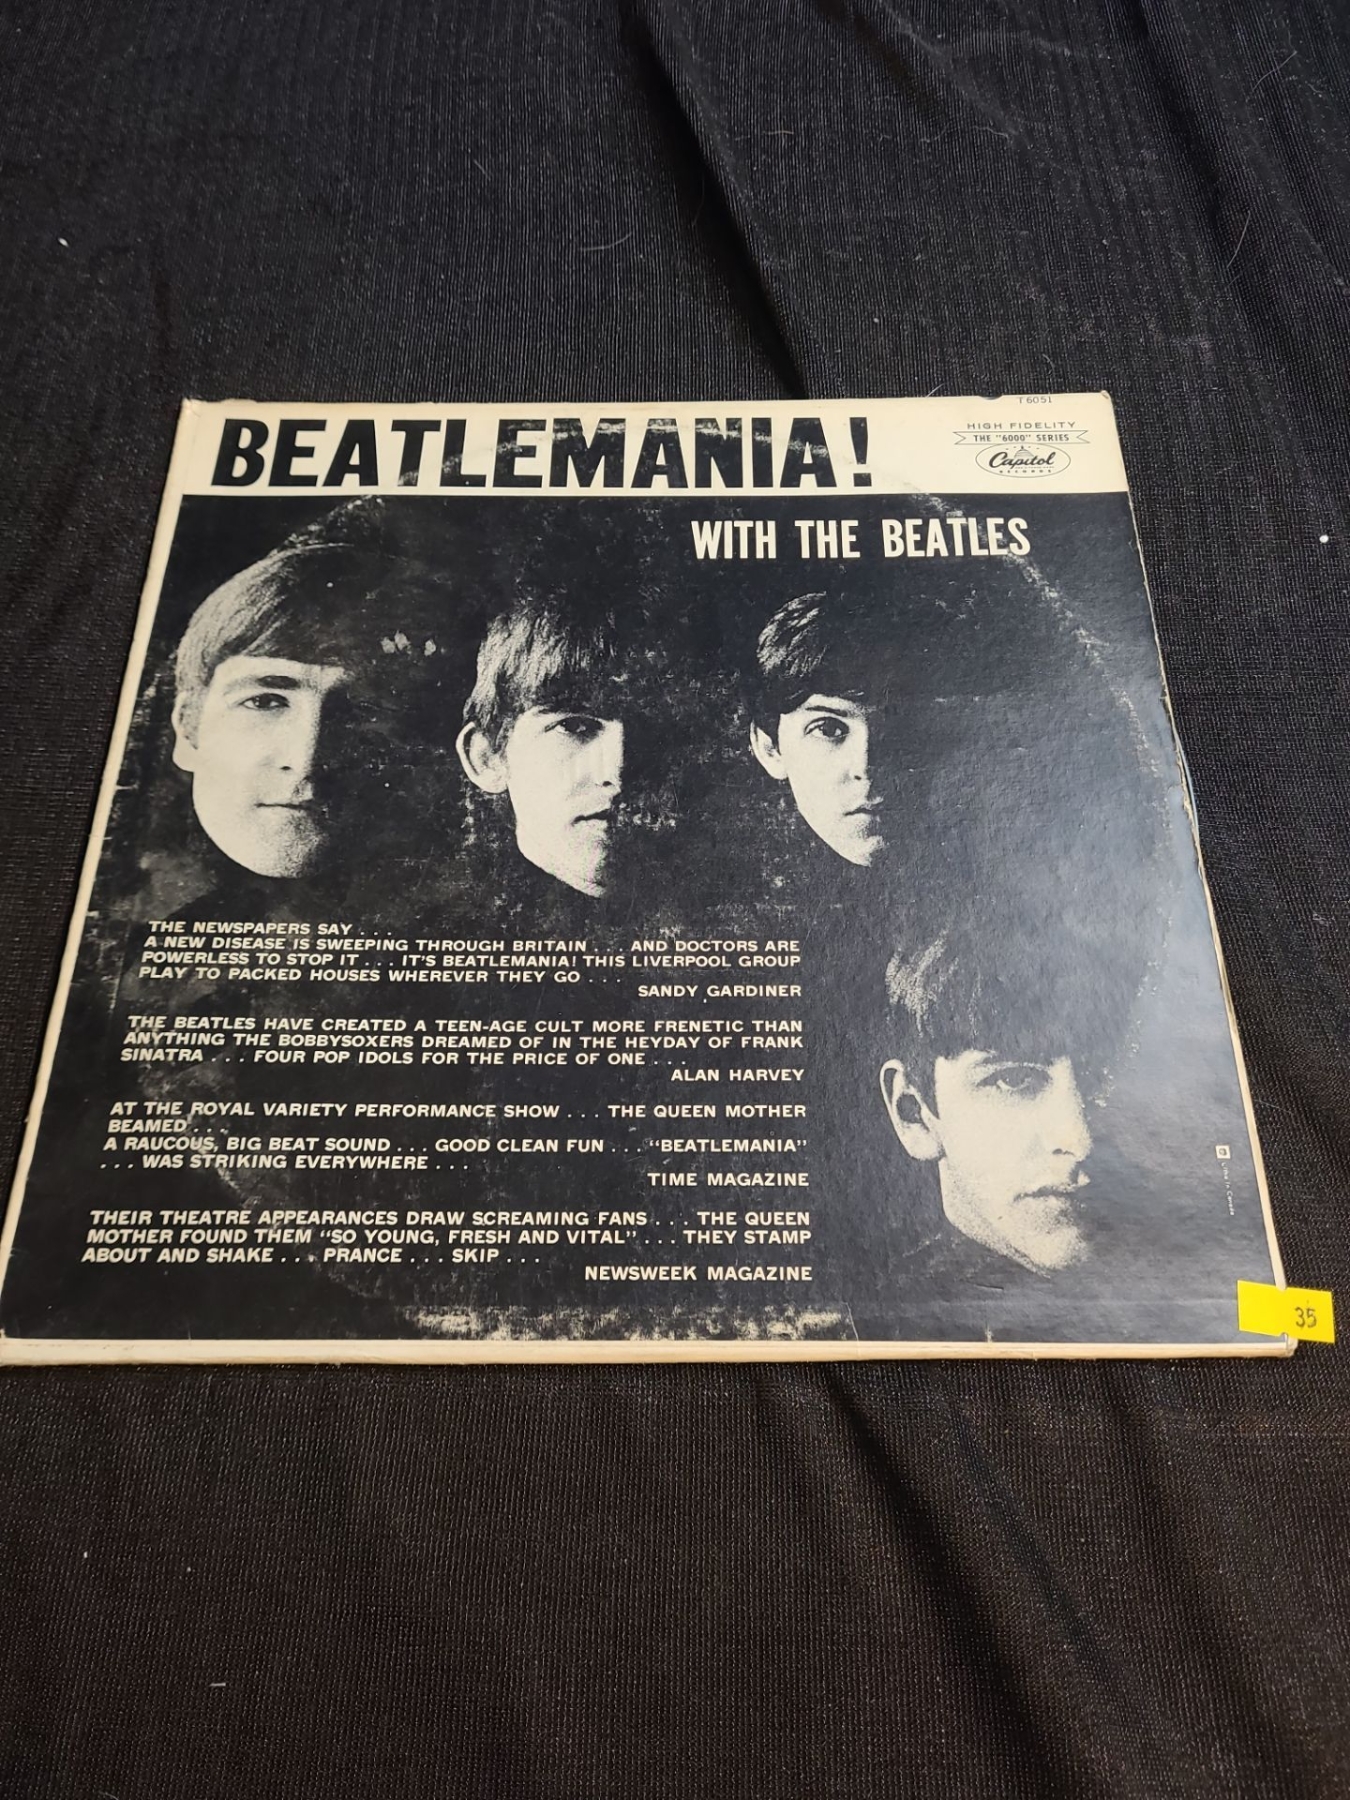 T 6051
BEATLEMANIA!
HIGH FIDELITY
THE "6000" SERIES
Capitol
RECORDS
WITH THE BEATLES
THE NEWSPAPERS SAY . . .
A NEW DISEASE IS SWEEPING THROUGH BRITAIN . . . AND DOCTORS ARE
POWERLESS TO STOP IT . . . IT'S BEATLEMANIA! THIS LIVERPOOL GROUP
PLAY TO PACKED HOUSES WHEREVER THEY GO . . .
SANDY GARDINER
THE BEATLES HAVE CREATED A TEEN-AGE CULT MORE FRENETIC THAN
ANYTHING THE BOBBYSOXERS DREAMED OF IN THE HEYDAY OF FRANK
SINATRA . . . FOUR POP IDOLS FOR THE PRICE OF ONE . . .
ALAN HARVEY
AT THE ROYAL VARIETY PERFORMANCE SHOW . . . THE QUEEN MOTHER
BEAMED . . .
A RAUCOUS, BIG BEAT SOUND . . . GOOD CLEAN FUN . . . "BEATLEMANIA"
. . . WAS STRIKING EVERYWHERE . . .
TIME MAGAZINE
THEIR THEATRE APPEARANCES DRAW SCREAMING FANS . . . THE QUEEN
MOTHER FOUND THEM "SO YOUNG, FRESH AND VITAL" . . . THEY STAMP
ABOUT AND SHAKE . . . PRANCE . . . SKIP . . .
NEWSWEEK MAGAZINE
Litho in Canada
35